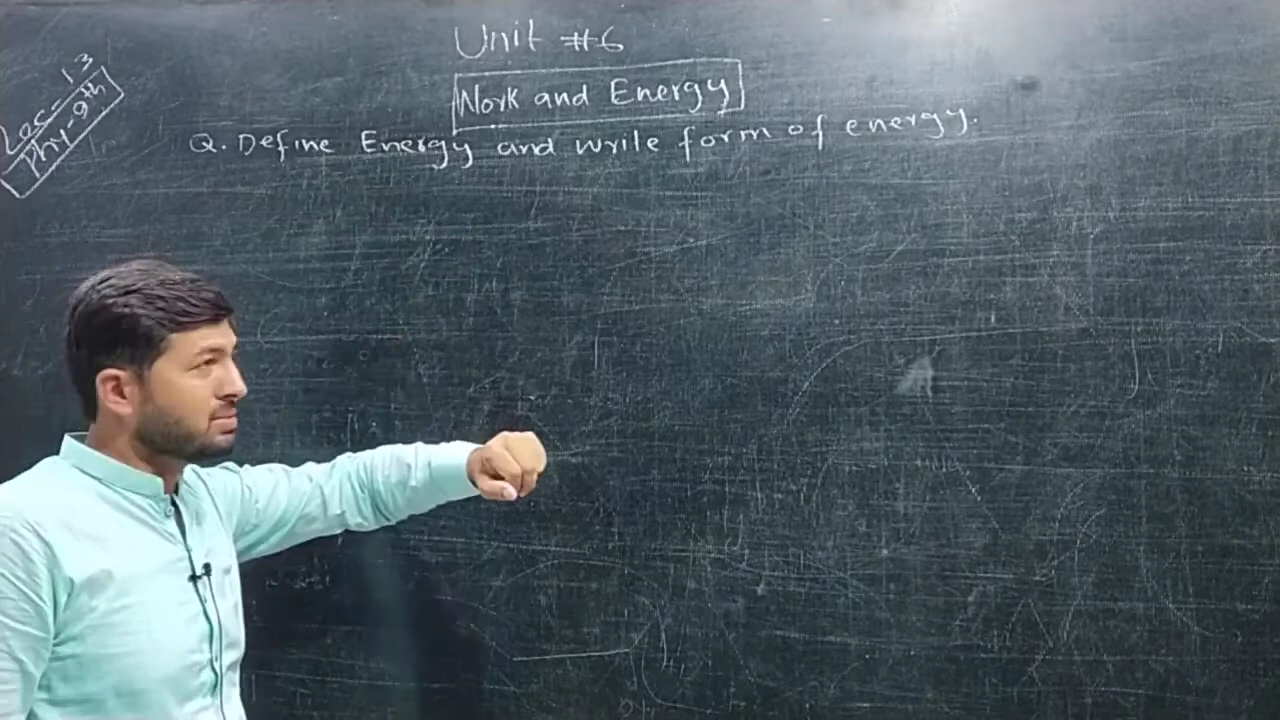 Unit #6
Lec-13
Phy-9th
Work and Energy
Q. Define Energy and write form of energy.